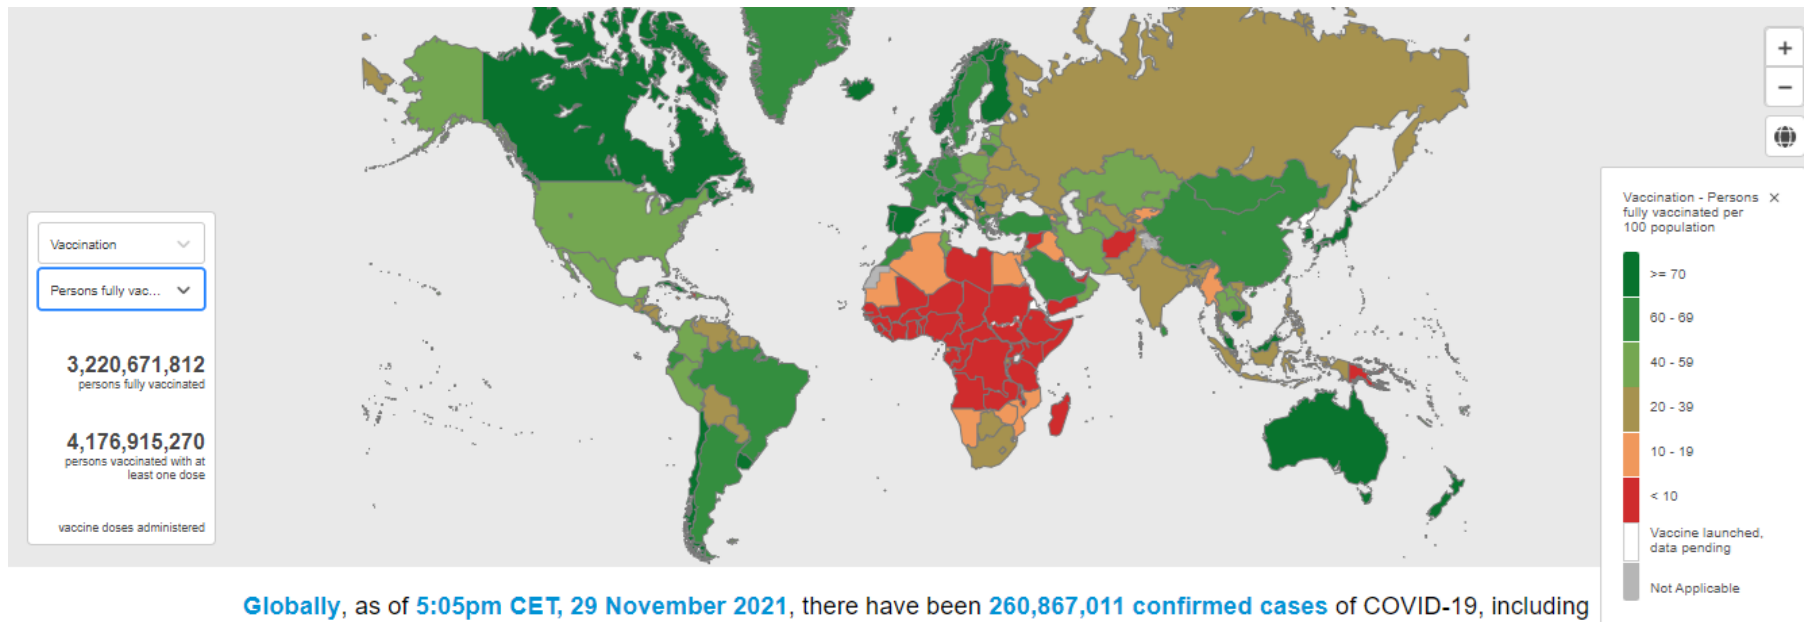 Vaccination
Persons fully vac...
3,220,671,812
persons fully vaccinated
4,176,915,270
persons vaccinated with at
least one dose
vaccine doses administered
+
−
Vaccination - Persons ×
fully vaccinated per
100 population
>= 70
60 - 69
40 - 59
20 - 39
10 - 19
< 10
Vaccine launched,
data pending
Not Applicable
Globally, as of 5:05pm CET, 29 November 2021, there have been 260,867,011 confirmed cases of COVID-19, including